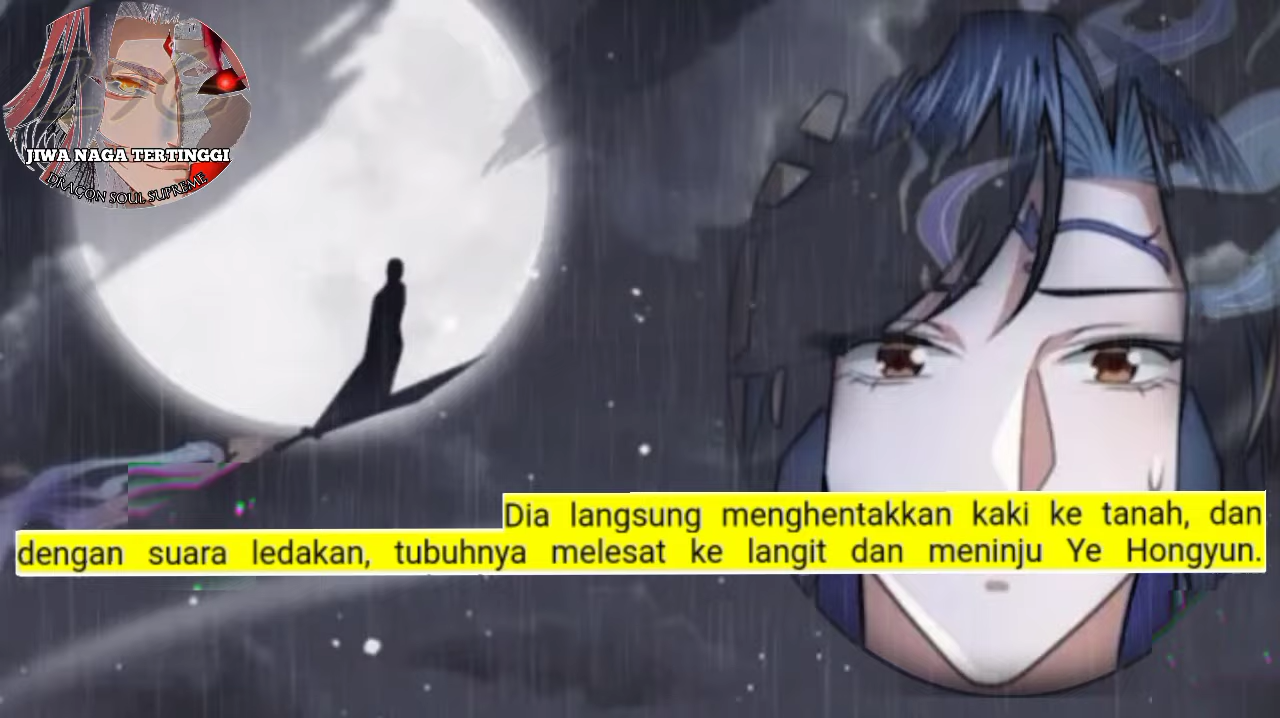 JIWA NAGA TERTINGGI
DRAGON SOUL SUPREME
Dia langsung menghentakkan kaki ke tanah, dan
dengan suara ledakan, tubuhnya melesat ke langit dan meninju Ye Hongyun.